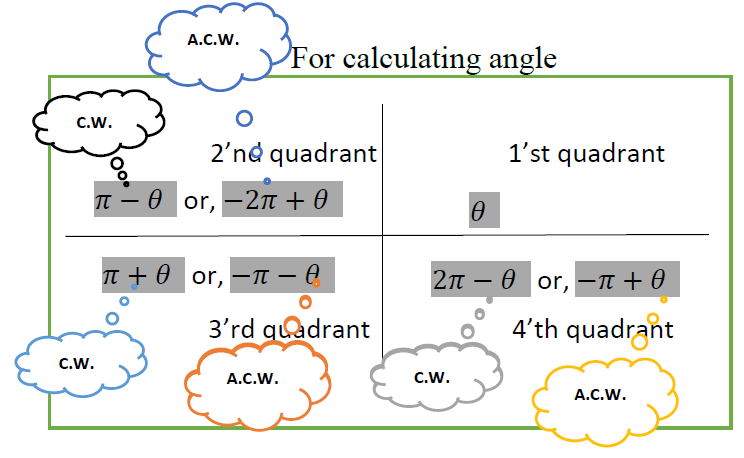 A.C.W.
For calculating angle
C.W.
2’nd quadrant
1’st quadrant
π − θ or, −2π + θ
θ
π + θ or, −π − θ
2π − θ or, −π + θ
3’rd quadrant
4’th quadrant
C.W.
A.C.W.
C.W.
A.C.W.